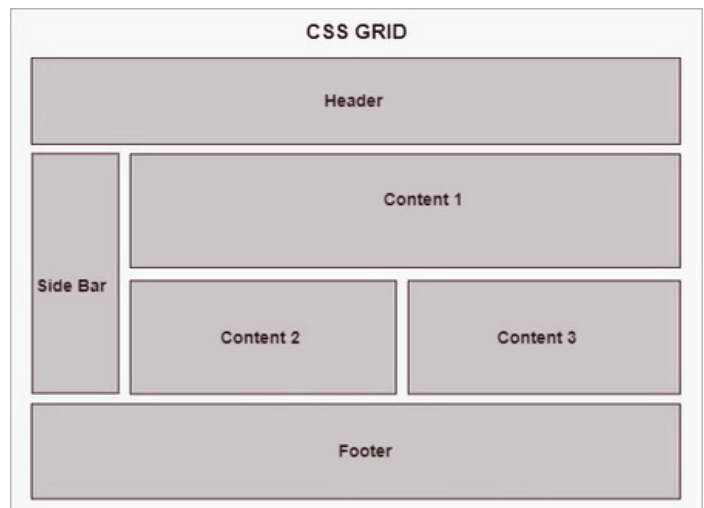 CSS GRID
Header
Content 1
Side Bar
Content 2
Content 3
Footer